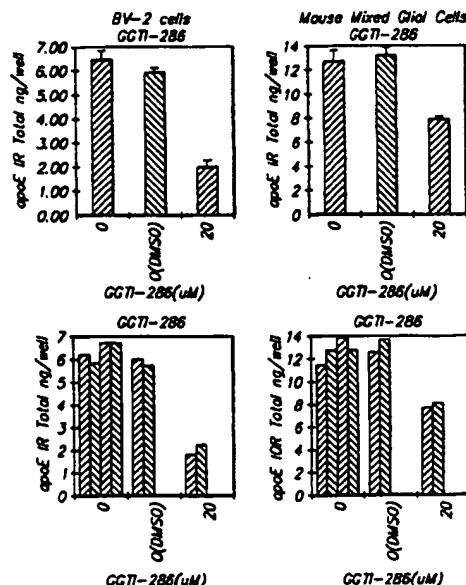 BV-2 cells
GGTI-286
apoE IR Total ng/well
7.00
6.00
5.00
4.00
3.00
2.00
1.00
0.00
0
0(DMSO)
20
GGTI-286(uM)
Mouse Mixed Glial Cells
GGTI-286
apoE IR Total ng/well
14
12
10
8
6
4
2
0
0
0(DMSO)
20
GGTI-286(uM)
GGTI-286
apoE IR Total ng/well
7
6
5
4
3
2
1
0
0
0(DMSO)
20
GGTI-286(uM)
GGTI-286
apoE IOR Total ng/well
14
12
10
8
6
4
2
0
0
0(DMSO)
20
GGTI-286(uM)